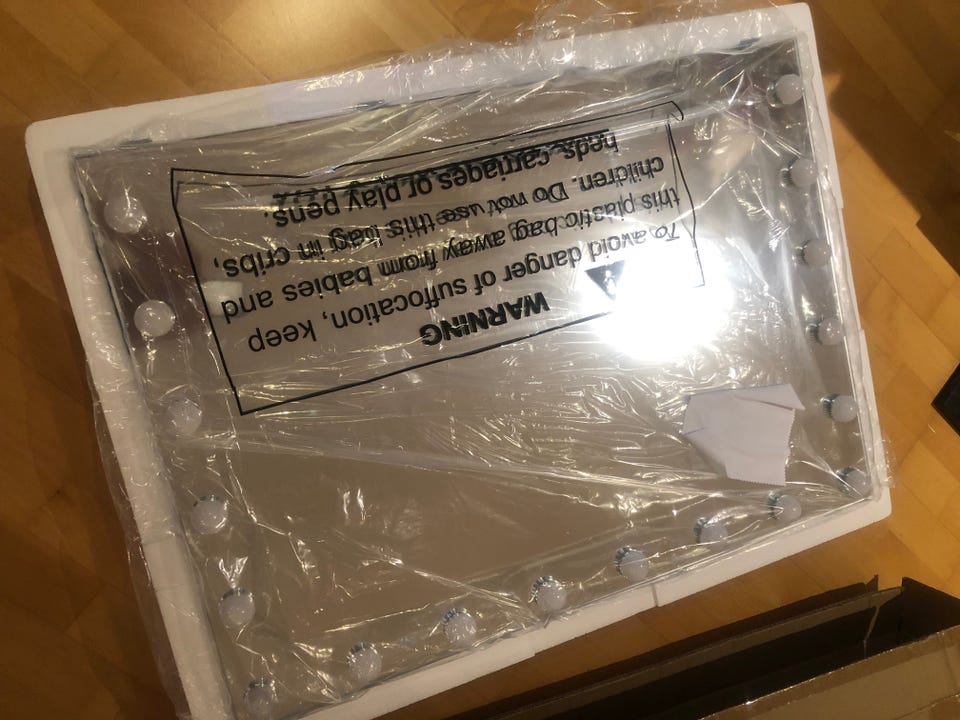 WARNING
To avoid danger of suffocation, keep
this plastic bag away from babies and
children. Do not use this bag in cribs,
beds, carriages or play pens.